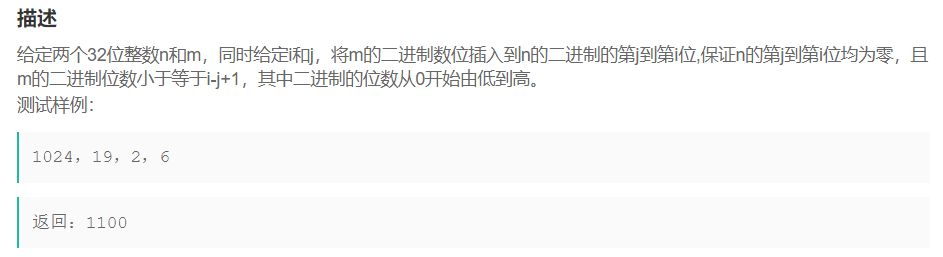 描述
给定两个32位整数n和m，同时给定i和j，将m的二进制数位插入到n的二进制的第j到第i位,保证n的第j到第i位均为零，且
m的二进制位数小于等于i-j+1，其中二进制的位数从0开始由低到高。
测试样例：
1024，19，2，6
返回：1100